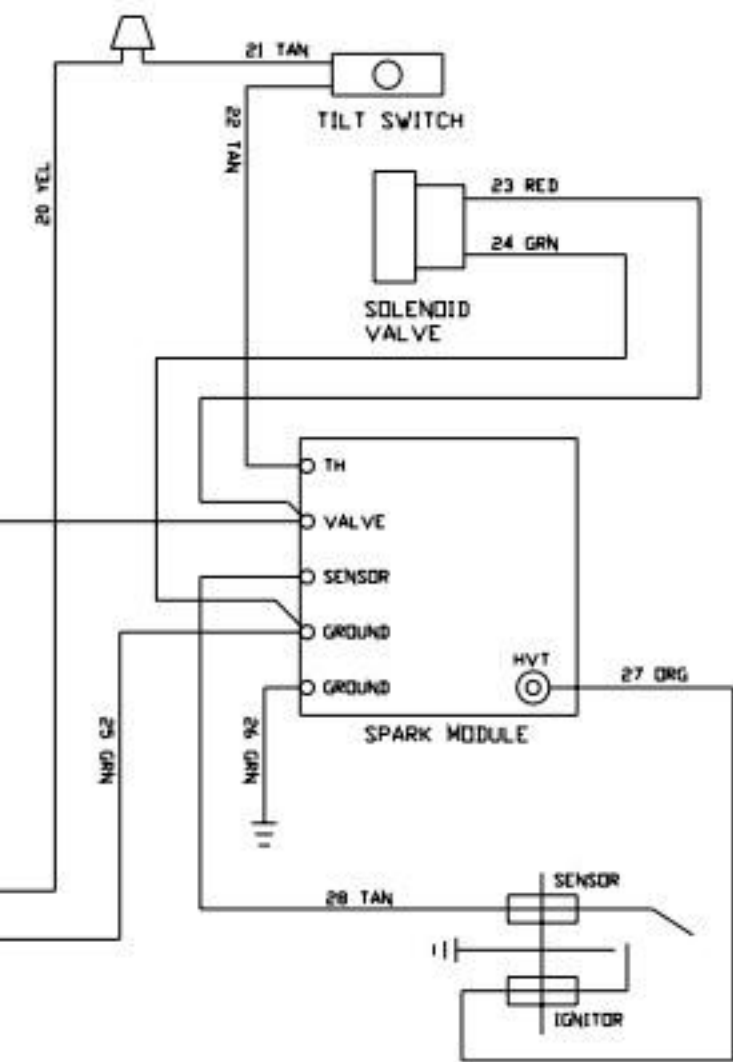 21 TAN
TILT SWITCH
22 TAN
20 YEL
23 RED
24 GRN
SOLENOID
VALVE
TH
VALVE
SENSOR
GROUND
GROUND
HVT
27 ORG
SPARK MODULE
25 GRN
26 GRN
SENSOR
28 TAN
IGNITOR